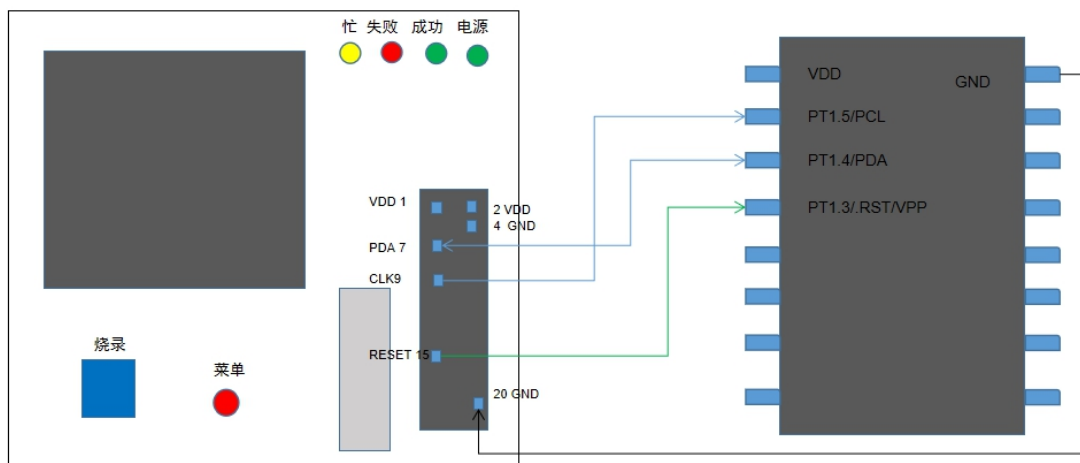 忙 失败 成功 电源
VDD
GND
PT1.5/PCL
PT1.4/PDA
PT1.3/.RST/VPP
VDD 1
2 VDD
4 GND
PDA 7
CLK9
RESET 15
20 GND
烧录
菜单